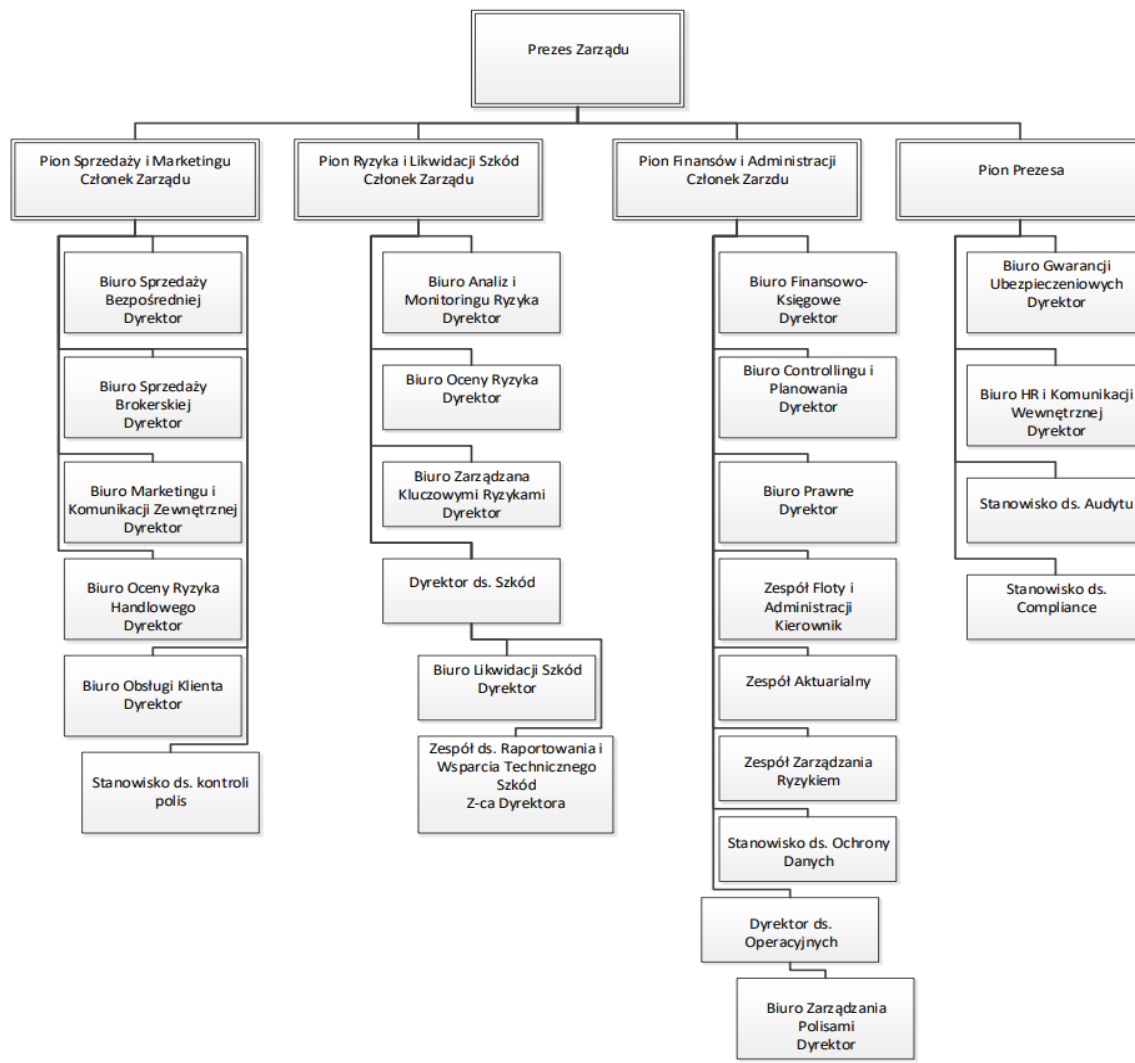 Prezes Zarządu
Pion Sprzedaży i Marketingu
Członek Zarządu
Pion Ryzyka i Likwidacji Szkód
Członek Zarządu
Pion Finansów i Administracji
Członek Zarzdu
Pion Prezesa
Biuro Sprzedaży
Bezpośredniej
Dyrektor
Biuro Sprzedaży
Brokerskiej
Dyrektor
Biuro Marketingu i
Komunikacji Zewnętrznej
Dyrektor
Biuro Oceny Ryzyka
Handlowego
Dyrektor
Biuro Obsługi Klienta
Dyrektor
Stanowisko ds. kontroli
polis
Biuro Analiz i
Monitoringu Ryzyka
Dyrektor
Biuro Oceny Ryzyka
Dyrektor
Biuro Zarządzana
Kluczowymi Ryzykami
Dyrektor
Dyrektor ds. Szkód
Biuro Likwidacji Szkód
Dyrektor
Zespół ds. Raportowania i
Wsparcia Technicznego
Szkód
Z-ca Dyrektora
Biuro Finansowo-
Księgowe
Dyrektor
Biuro Controllingu i
Planowania
Dyrektor
Biuro Prawne
Dyrektor
Zespół Floty i
Administracji
Kierownik
Zespół Aktuarialny
Zespół Zarządzania
Ryzykiem
Stanowisko ds. Ochrony
Danych
Dyrektor ds.
Operacyjnych
Biuro Zarządzania
Polisami
Dyrektor
Biuro Gwarancji
Ubezpieczeniowych
Dyrektor
Biuro HR i Komunikacji
Wewnętrznej
Dyrektor
Stanowisko ds. Audytu
Stanowisko ds.
Compliance